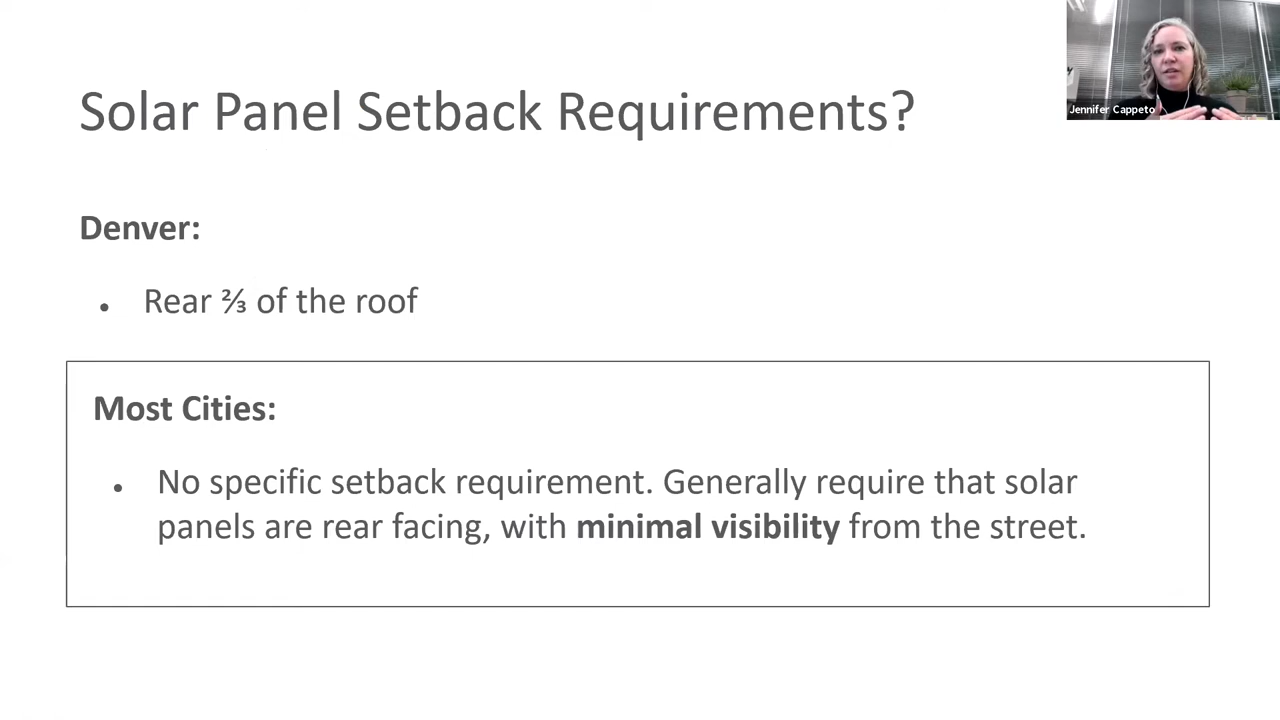 Solar Panel Setback Requirements?
Jennifer Cappeto
Denver:
• Rear ⅔ of the roof
Most Cities:
• No specific setback requirement. Generally require that solar
panels are rear facing, with minimal visibility from the street.